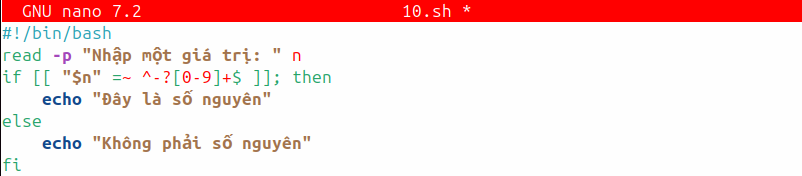 GNU nano 7.2 10.sh *
#!/bin/bash
read -p "Nhập một giá trị: " n
if [[ "$n" =~ ^-?[0-9]+$ ]]; then
    echo "Đây là số nguyên"
else
    echo "Không phải số nguyên"
fi